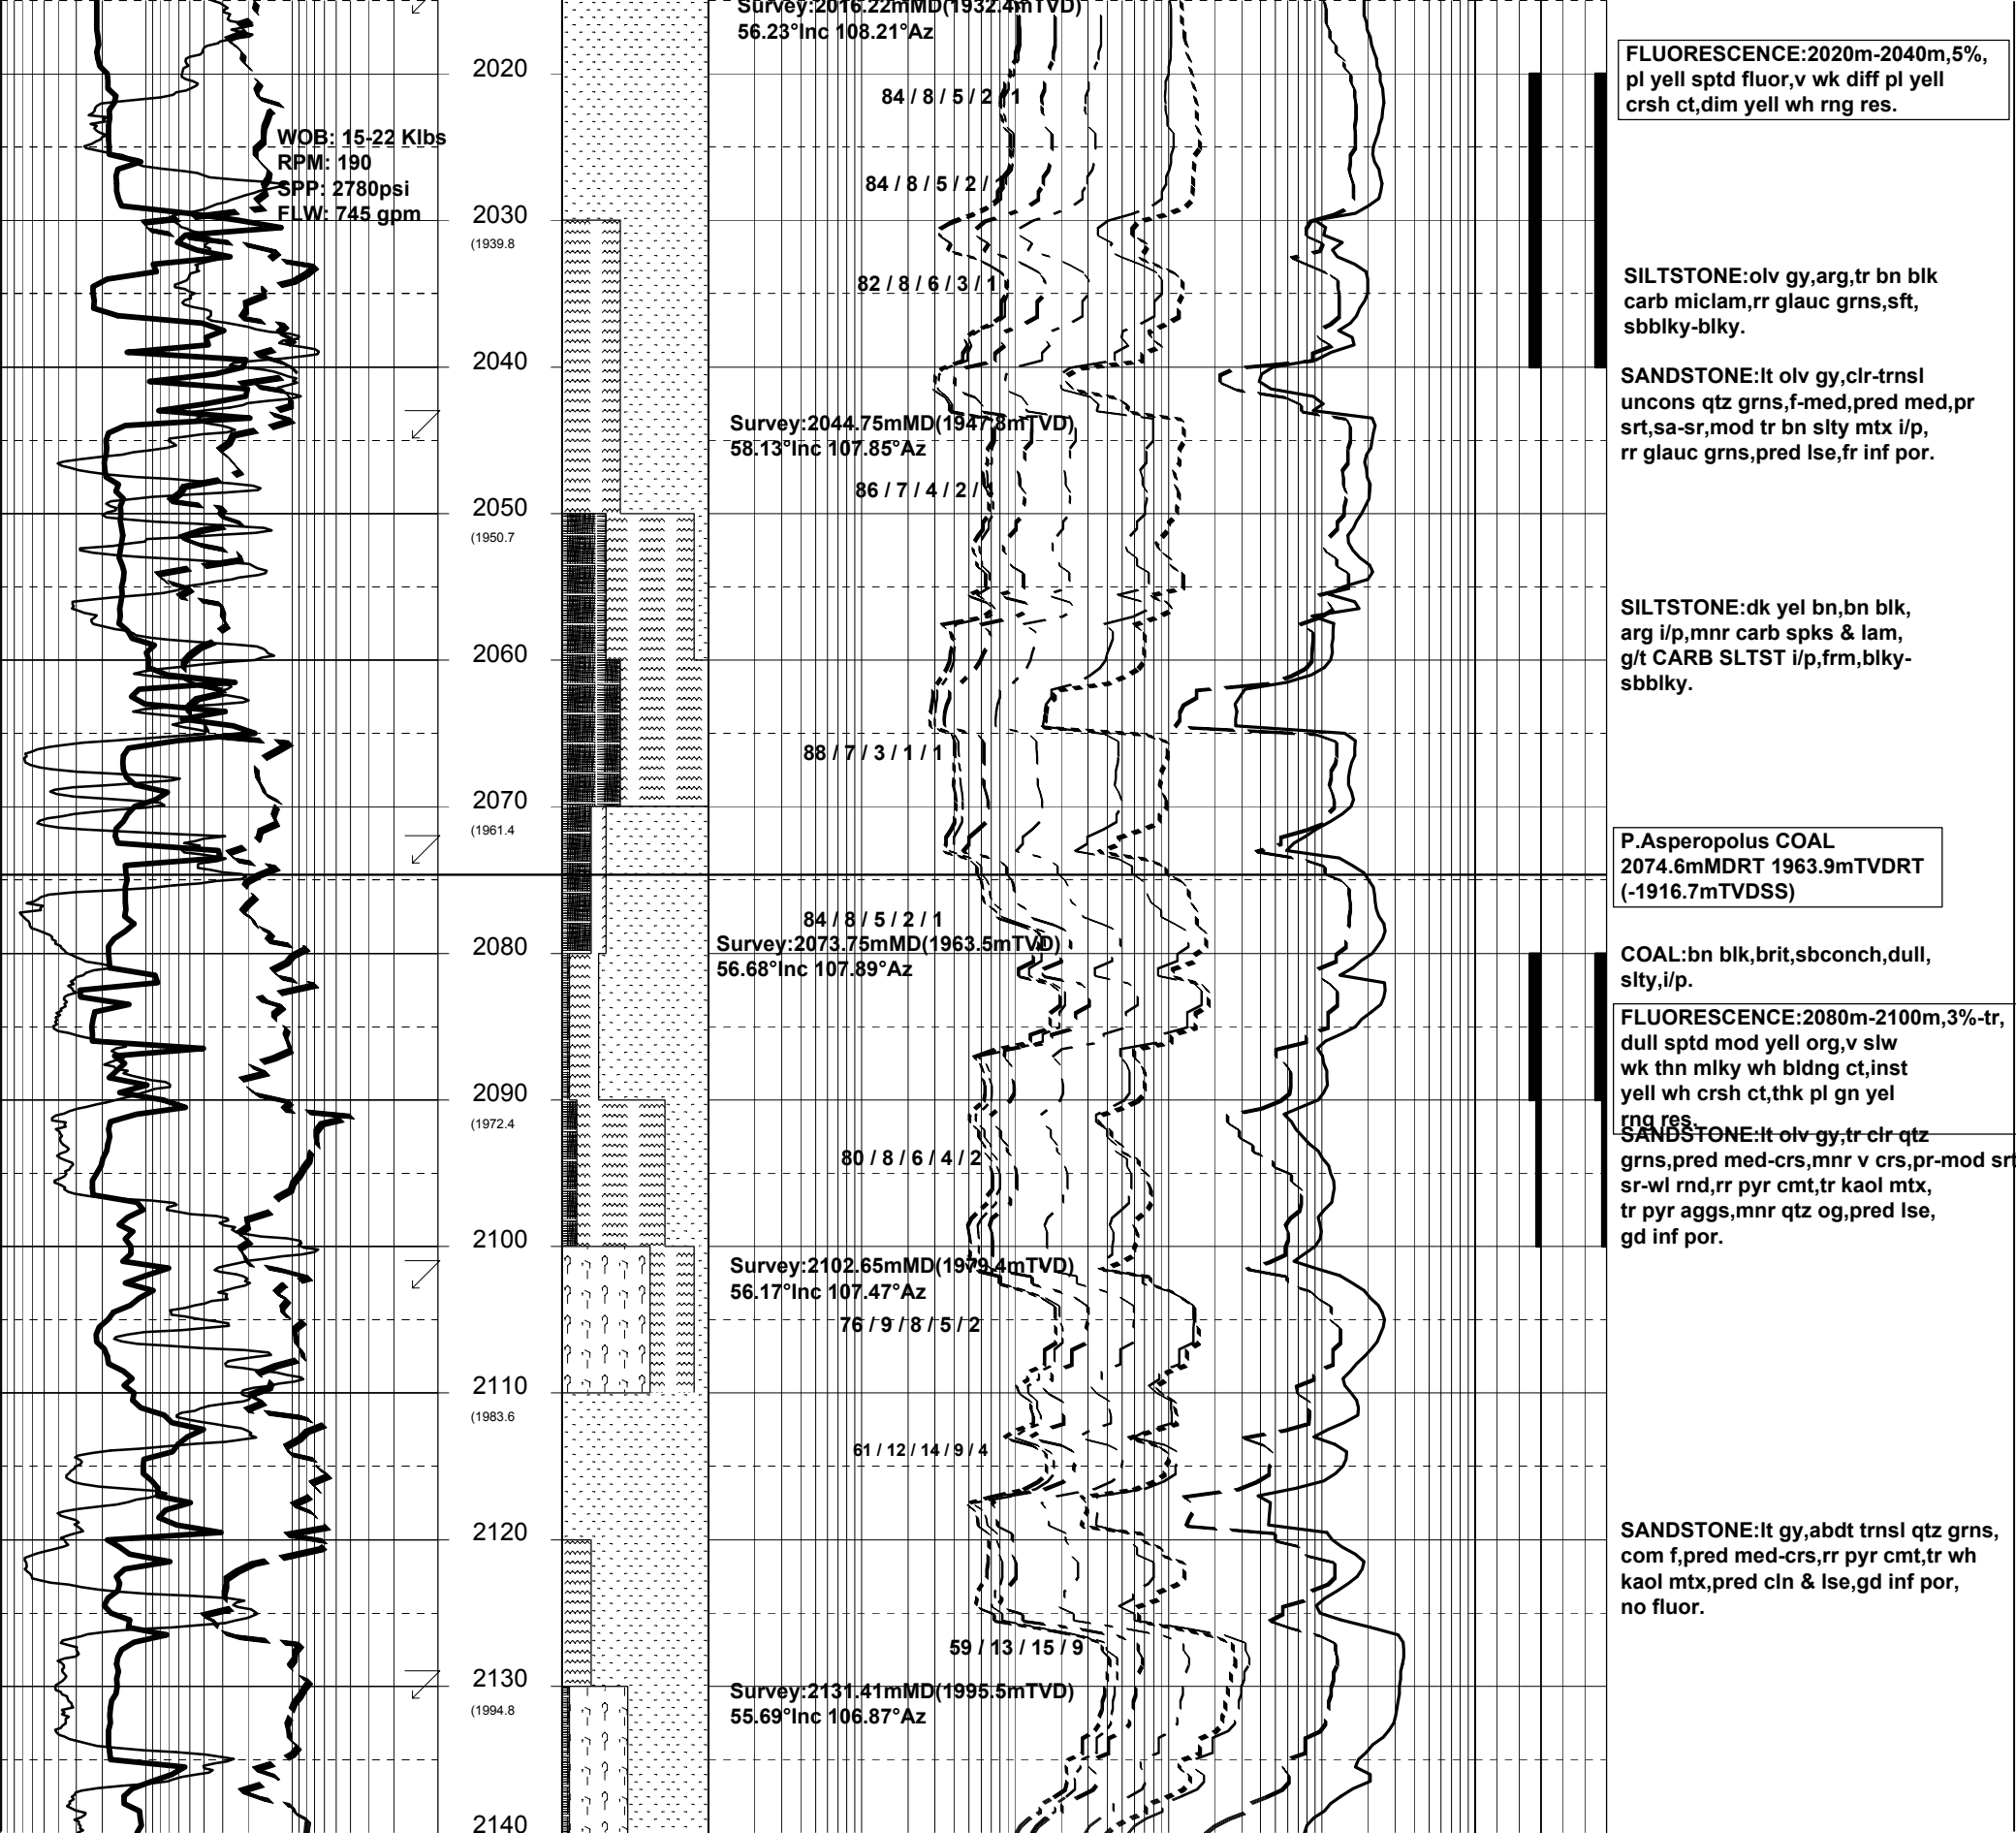 WOB: 15-22 Klbs
RPM: 190
SPP: 2780psi
FLW: 745 gpm
2020
2030
(1939.8
2040
2050
(1950.7
2060
2070
(1961.4
2080
2090
(1972.4
2100
2110
(1983.6
2120
2130
(1994.8
2140
Survey:2016.22mMD(1932.4mTVD)
56.23°Inc 108.21°Az
84 / 8 / 5 / 2 / 1
84 / 8 / 5 / 2 /
82 / 8 / 6 / 3 / 1
Survey:2044.75mMD(1947.8mTVD)
58.13°Inc 107.85°Az
86 / 7 / 4 / 2 /
88 / 7 / 3 / 1 / 1
84 / 8 / 5 / 2 / 1
Survey:2073.75mMD(1963.5mTVD)
56.68°Inc 107.89°Az
80 / 8 / 6 / 4 / 2
Survey:2102.65mMD(1979.4mTVD)
56.17°Inc 107.47°Az
76 / 9 / 8 / 5 / 2
61 / 12 / 14 / 9 / 4
59 / 13 / 15 / 9
Survey:2131.41mMD(1995.5mTVD)
55.69°Inc 106.87°Az
FLUORESCENCE:2020m-2040m,5%,
pl yell sptd fluor,v wk diff pl yell
crsh ct,dim yell wh rng res.
SILTSTONE:olv gy,arg,tr bn blk
carb miclam,rr glauc grns,sft,
sbblky-blky.
SANDSTONE:lt olv gy,clr-trnsl
uncons qtz grns,f-med,pred med,pr
srt,sa-sr,mod tr bn slty mtx i/p,
rr glauc grns,pred lse,fr inf por.
SILTSTONE:dk yel bn,bn blk,
arg i/p,mnr carb spks & lam,
g/t CARB SLTST i/p,frm,blky-
sbblky.
P.Asperopolus COAL
2074.6mMDRT 1963.9mTVDRT
(-1916.7mTVDSS)
COAL:bn blk,brit,sbconch,dull,
slty,i/p.
FLUORESCENCE:2080m-2100m,3%-tr,
dull sptd mod yell org,v slw
wk thn mlky wh bldng ct,inst
yell wh crsh ct,thk pl gn yel
rng res.
SANDSTONE:lt olv gy,tr clr qtz
grns,pred med-crs,mnr v crs,pr-mod srt
sr-wl rnd,rr pyr cmt,tr kaol mtx,
tr pyr aggs,mnr qtz og,pred lse,
gd inf por.
SANDSTONE:lt gy,abdt trnsl qtz grns,
com f,pred med-crs,rr pyr cmt,tr wh
kaol mtx,pred cln & lse,gd inf por,
no fluor.